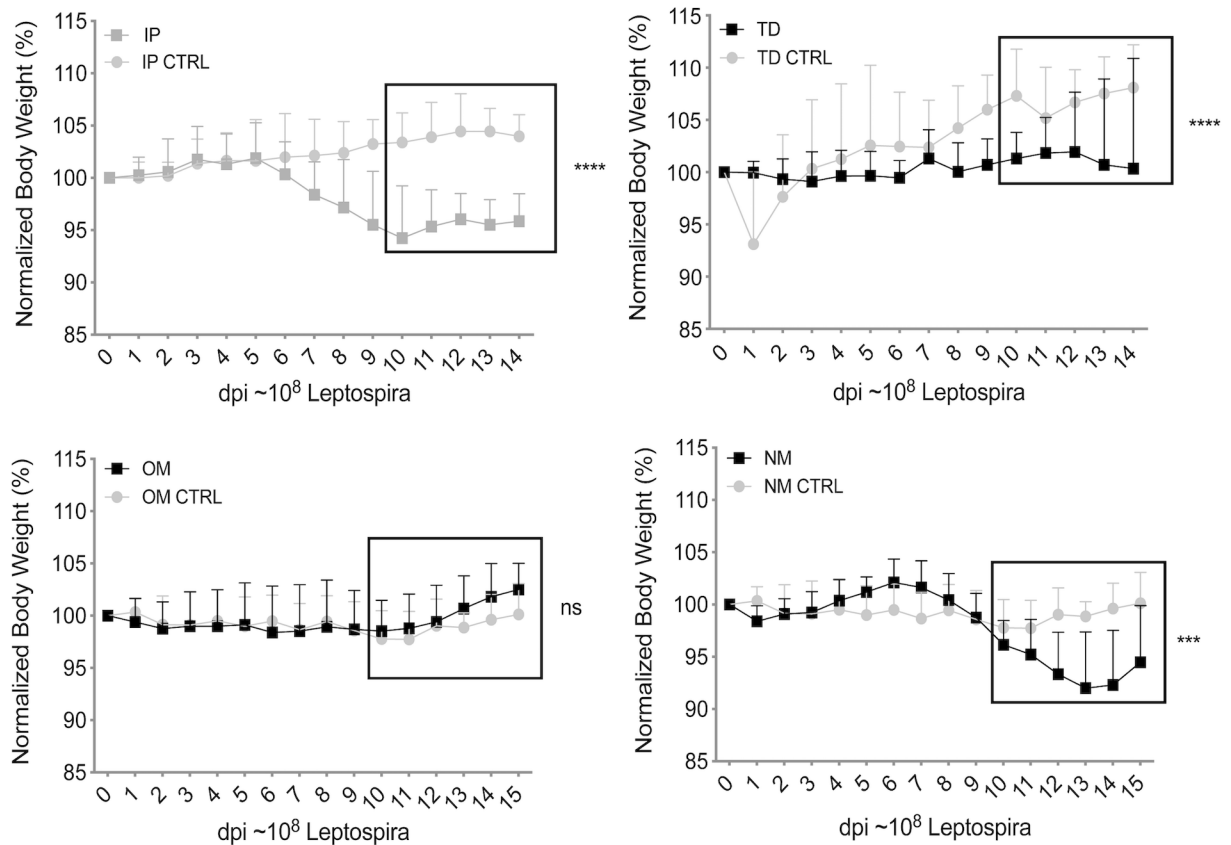 IP
IP CTRL
Normalized Body Weight (%)
115
110
105
100
95
90
85
****
0 1 2 3 4 5 6 7 8 9 10 11 12 13 14
dpi ~10⁸ Leptospira
TD
TD CTRL
Normalized Body Weight (%)
115
110
105
100
95
90
85
****
0 1 2 3 4 5 6 7 8 9 10 11 12 13 14
dpi ~10⁸ Leptospira
OM
OM CTRL
Normalized Body Weight (%)
115
110
105
100
95
90
85
ns
0 1 2 3 4 5 6 7 8 9 10 11 12 13 14 15
dpi ~10⁸ Leptospira
NM
NM CTRL
Normalized Body Weight (%)
115
110
105
100
95
90
85
***
0 1 2 3 4 5 6 7 8 9 10 11 12 13 14 15
dpi ~10⁸ Leptospira